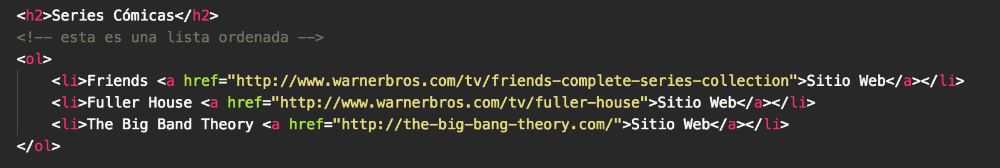 <h2>Series Cómicas</h2>
<!-- esta es una lista ordenada -->
<ol>
    <li>Friends <a href="http://www.warnerbros.com/tv/friends-complete-series-collection">Sitio Web</a></li>
    <li>Fuller House <a href="http://www.warnerbros.com/tv/fuller-house">Sitio Web</a></li>
    <li>The Big Band Theory <a href="http://the-big-bang-theory.com/">Sitio Web</a></li>
</ol>